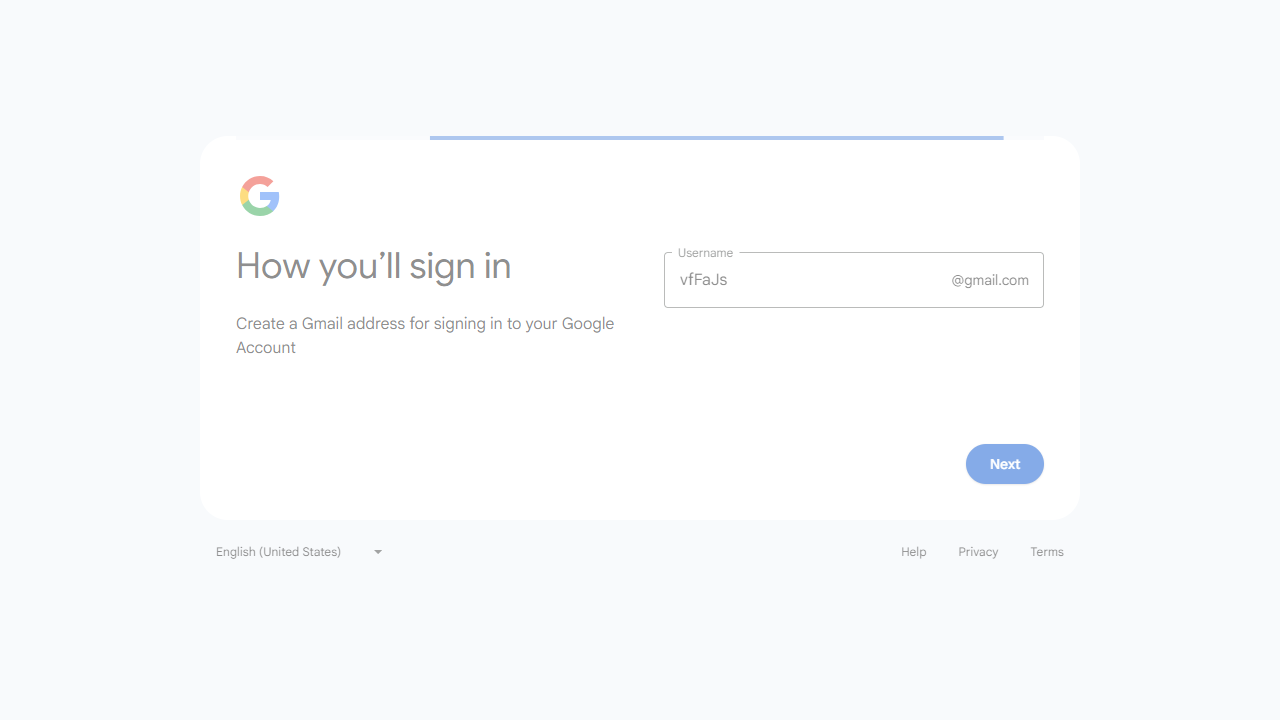 How you’ll sign in
Create a Gmail address for signing in to your Google
Account
Username
vfFaJs
@gmail.com
Next
English (United States)
Help
Privacy
Terms